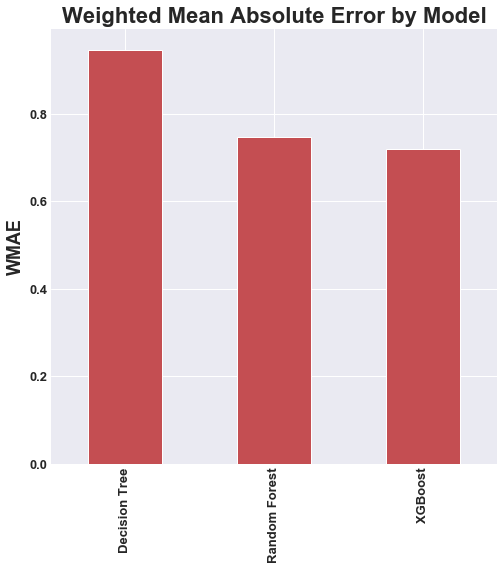 Weighted Mean Absolute Error by Model
WMAE
0.8
0.6
0.4
0.2
0.0
Decision Tree
Random Forest
XGBoost